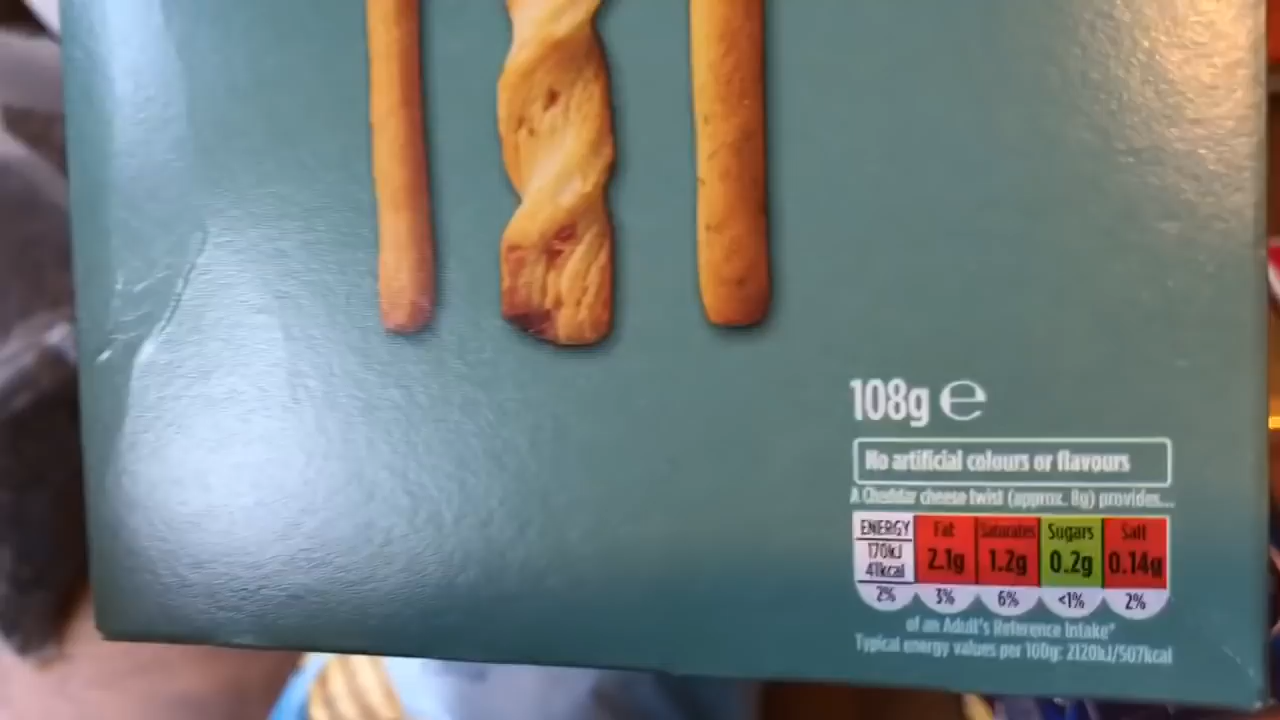 108g ℮
No artificial colours or flavours
A Cheddar cheese twist (approx. 8g) provides...
ENERGY Fat Saturates Sugars Salt
170kJ 2.1g 1.2g 0.2g 0.14g
41kcal
2% 3% 6% <1% 2%
of an Adult's Reference Intake*
Typical energy values per 100g: 2120kJ/507kcal